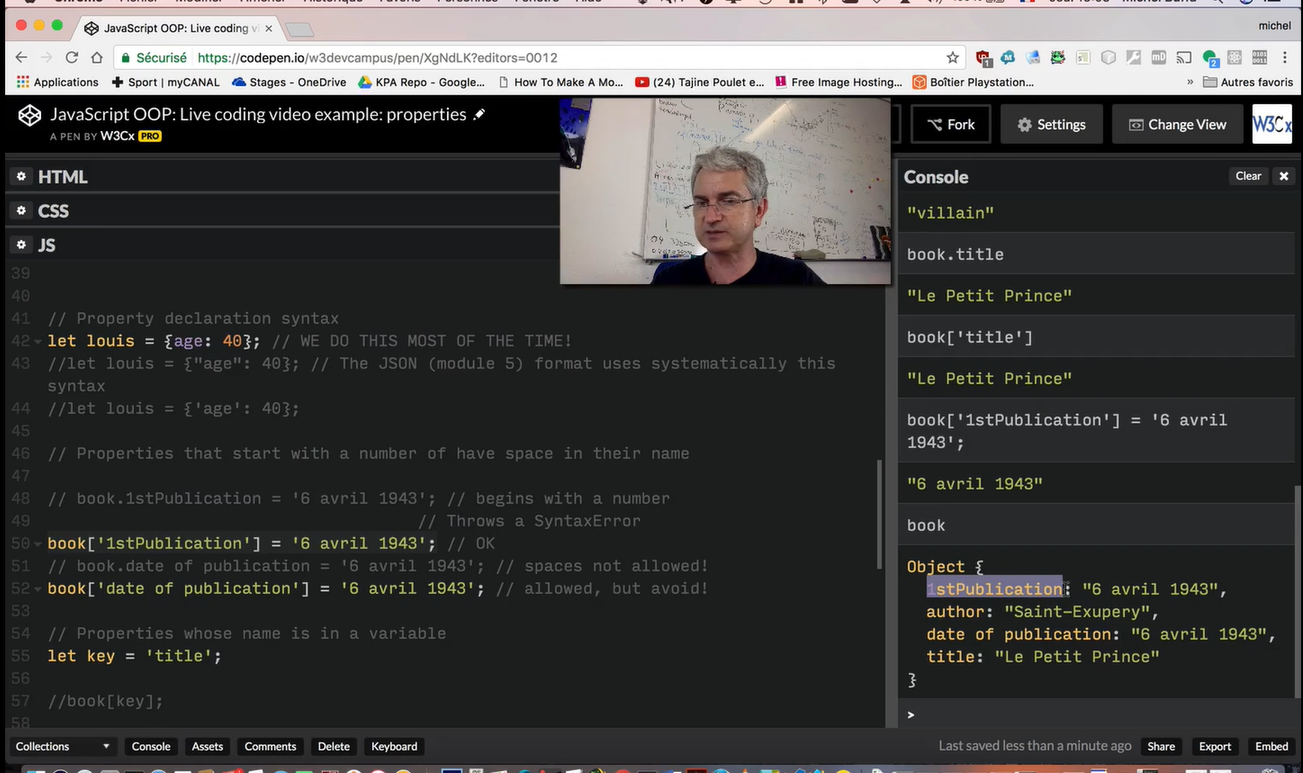 JavaScript OOP: Live coding vi
michel
Sécurisé
https://codepen.io/w3devcampus/pen/XgNdLK?editors=0012
Applications
Sport | myCANAL
Stages - OneDrive
KPA Repo - Google...
How To Make A Mo...
(24) Tajine Poulet e...
Free Image Hosting...
Boîtier Playstation...
»
Autres favoris
JavaScript OOP: Live coding video example: properties
A PEN BY W3Cx PRO
Fork
Settings
Change View
W3Cx
HTML
CSS
JS
39
40
41 // Property declaration syntax
42 let louis = {age: 40}; // WE DO THIS MOST OF THE TIME!
43 //let louis = {"age": 40}; // The JSON (module 5) format uses systematically this
syntax
44 //let louis = {'age': 40};
45
46 // Properties that start with a number of have space in their name
47
48 // book.1stPublication = '6 avril 1943'; // begins with a number
49 // Throws a SyntaxError
50 book['1stPublication'] = '6 avril 1943'; // OK
51 // book.date of publication = '6 avril 1943'; // spaces not allowed!
52 book['date of publication'] = '6 avril 1943'; // allowed, but avoid!
53
54 // Properties whose name is in a variable
55 let key = 'title';
56
57 //book[key];
58
Console
Clear
"villain"
book.title
"Le Petit Prince"
book['title']
"Le Petit Prince"
book['1stPublication'] = '6 avril
1943';
"6 avril 1943"
book
Object {
1stPublication: "6 avril 1943",
author: "Saint-Exupery",
date of publication: "6 avril 1943",
title: "Le Petit Prince"
}
>
Collections
Console
Assets
Comments
Delete
Keyboard
Last saved less than a minute ago
Share
Export
Embed